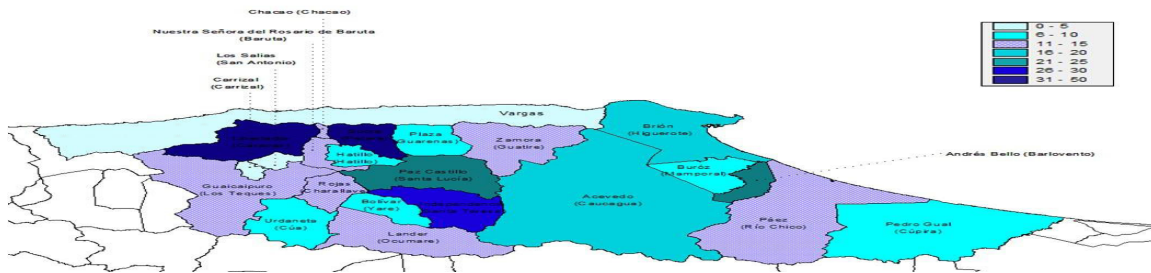 Chacao (Chacao)
Nuestra Señora del Rosario de Baruta
(Baruta)
Los Salias
(San Antonio)
Carrizal
(Carrizal)
0 - 5
6 - 10
11 - 15
16 - 20
21 - 25
26 - 30
31 - 50
Vargas
Brión
(Higuerote)
Plaza
(Guarenas)
Zamora
(Guatire)
Hatillo
(Hatillo)
Andrés Bello (Barlovento)
Buróz
(Mamporal)
Paz Castillo
(Santa Lucía)
Guaicaipuro
(Los Teques)
Rojas
Charallave
Acevedo
(Caucagua)
Bolívar
(Yare)
Urdaneta
(Cúa)
Lander
(Ocumare)
Páez
(Río Chico)
Pedro Gual
(Cúpira)